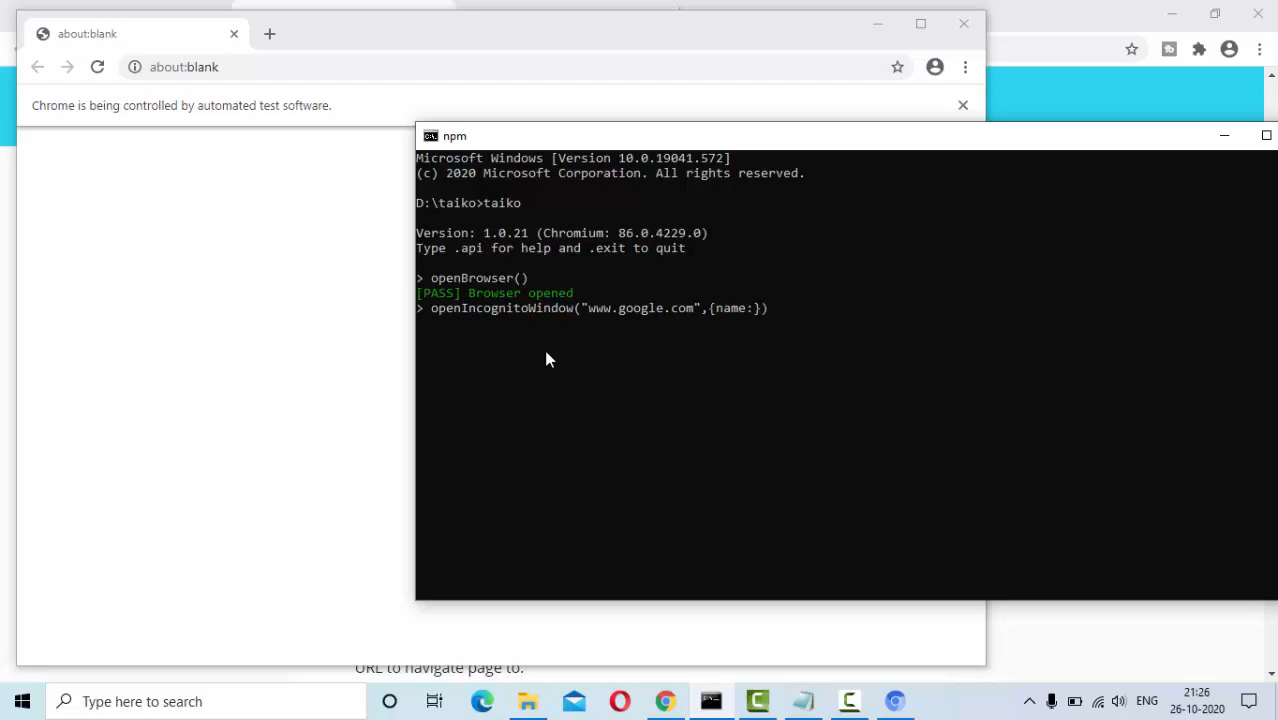 about:blank
about:blank
Chrome is being controlled by automated test software.
npm
Microsoft Windows [Version 10.0.19041.572]
(c) 2020 Microsoft Corporation. All rights reserved.
D:\taiko>taiko
Version: 1.0.21 (Chromium: 86.0.4229.0)
Type .api for help and .exit to quit
> openBrowser()
[PASS] Browser opened
> openIncognitoWindow("www.google.com",{name:})
URL to navigate page to.
Type here to search
ENG
21:26
26-10-2020